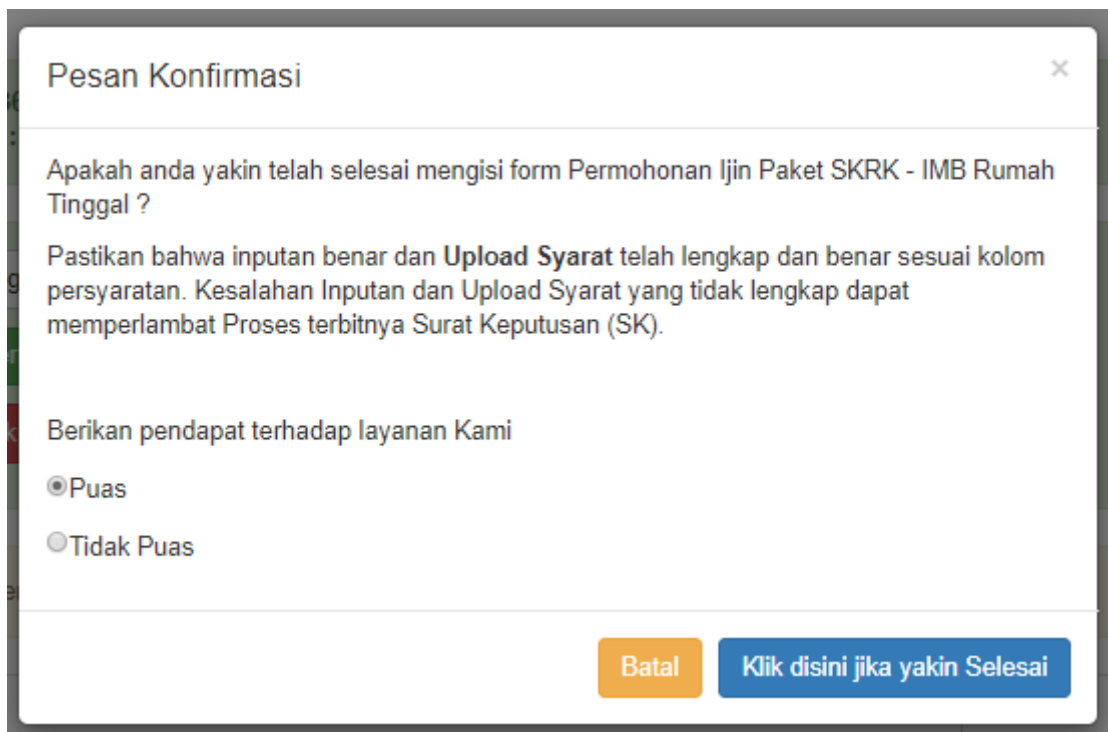 Pesan Konfirmasi
×
Apakah anda yakin telah selesai mengisi form Permohonan Ijin Paket SKRK - IMB Rumah
Tinggal ?
Pastikan bahwa inputan benar dan Upload Syarat telah lengkap dan benar sesuai kolom
persyaratan. Kesalahan Inputan dan Upload Syarat yang tidak lengkap dapat
memperlambat Proses terbitnya Surat Keputusan (SK).
Berikan pendapat terhadap layanan Kami
Puas
Tidak Puas
Batal
Klik disini jika yakin Selesai